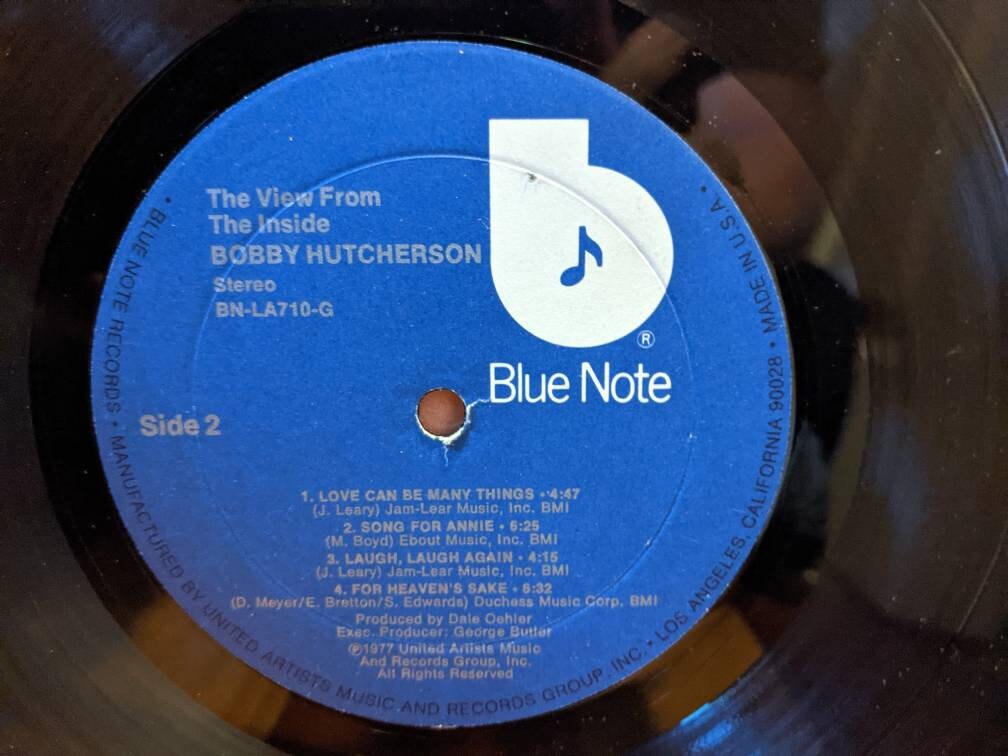 The View From
The Inside
BOBBY HUTCHERSON
Stereo
BN-LA710-G
®
Blue Note
Side 2
1. LOVE CAN BE MANY THINGS • 4:47
(J. Leary) Jam-Lear Music, Inc. BMI
2. SONG FOR ANNIE • 6:25
(M. Boyd) Ebout Music, Inc. BMI
3. LAUGH, LAUGH AGAIN • 4:15
(J. Leary) Jam-Lear Music, Inc. BMI
4. FOR HEAVEN'S SAKE • 6:32
(D. Meyer/E. Bretton/S. Edwards) Duchess Music Corp. BMI
Produced by Dale Oehler
Exec. Producer: George Butler
℗1977 United Artists Music
And Records Group, Inc.
All Rights Reserved
• BLUE NOTE RECORDS • MANUFACTURED BY UNITED ARTISTS MUSIC AND RECORDS GROUP, INC. • LOS ANGELES, CALIFORNIA 90028 • MADE IN U.S.A •